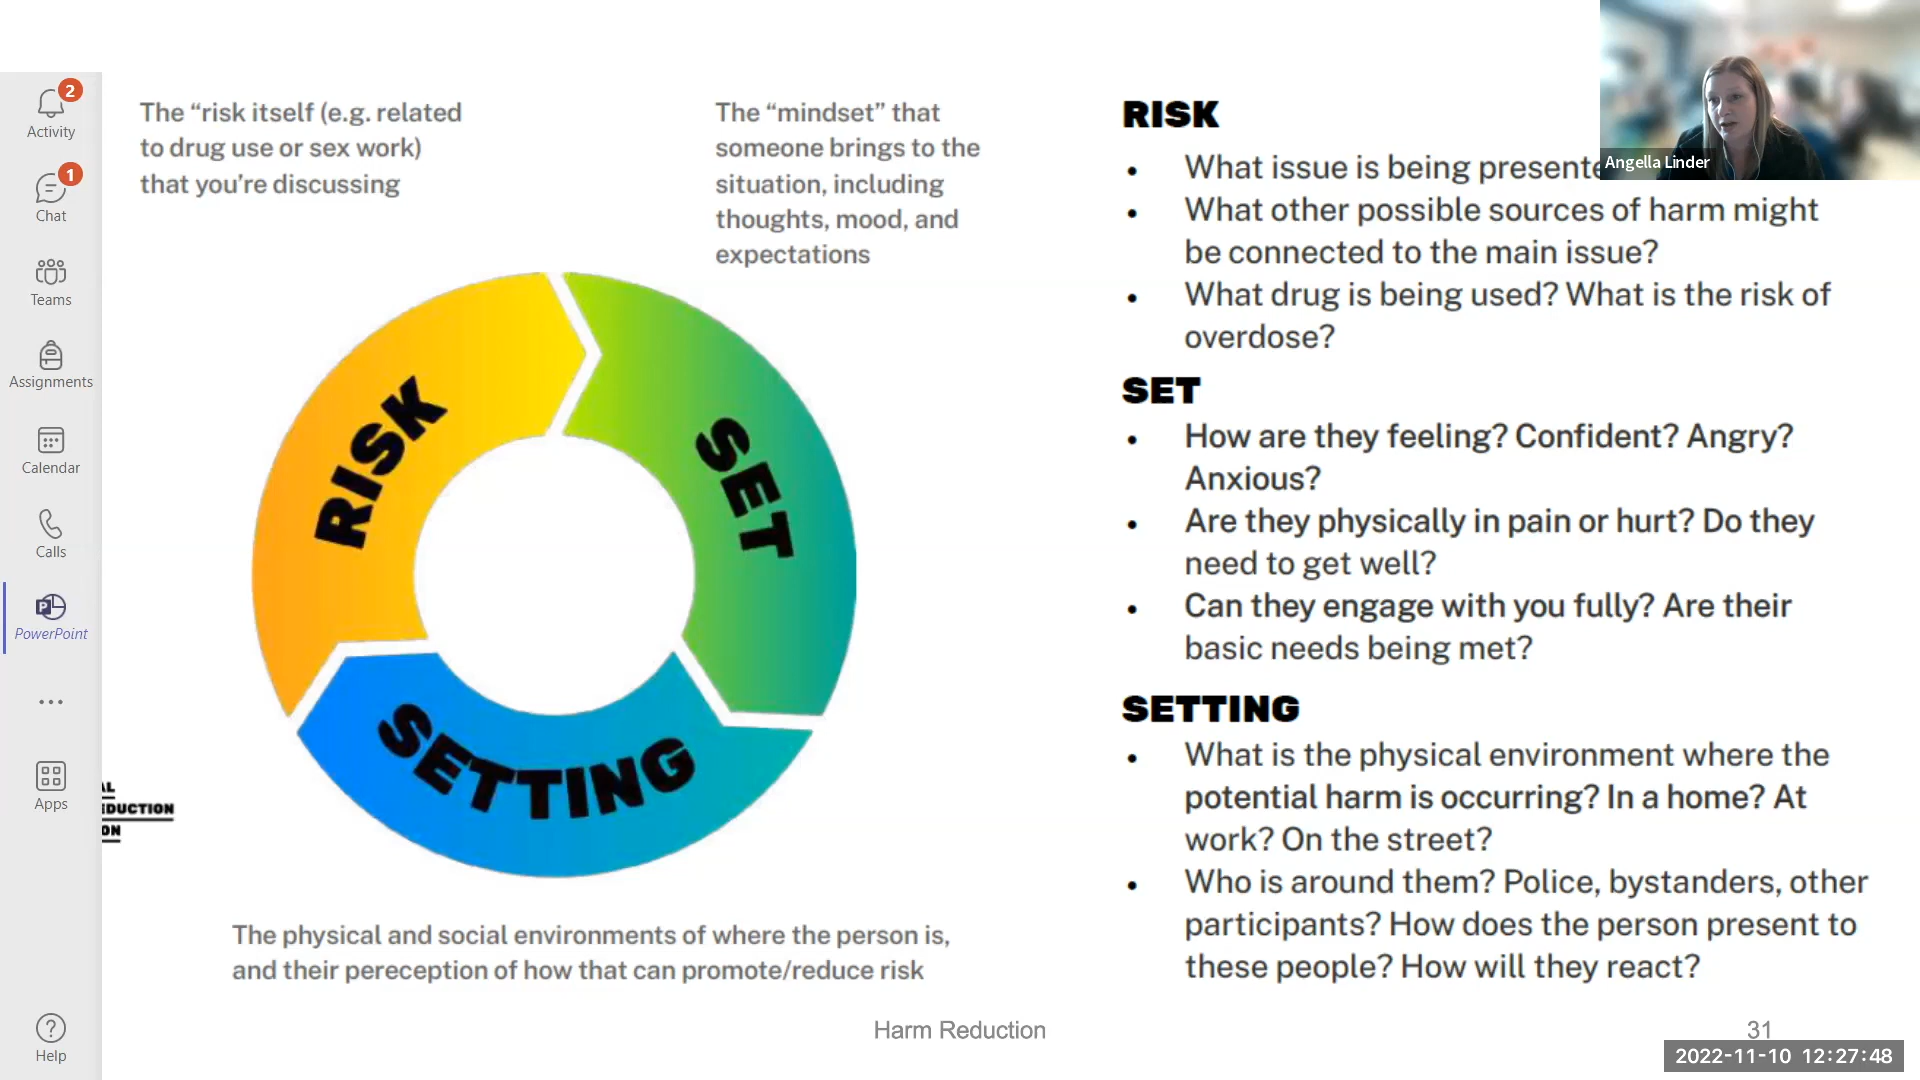 2
Activity
1
Chat
Teams
Assignments
Calendar
Calls
PowerPoint
Apps
Help
The “risk itself (e.g. related
to drug use or sex work)
that you’re discussing
The “mindset” that
someone brings to the
situation, including
thoughts, mood, and
expectations
RISK
SET
SETTING
The physical and social environments of where the person is,
and their pereception of how that can promote/reduce risk
RISK
• What issue is being
• What other possible sources of harm might
be connected to the main issue?
• What drug is being used? What is the risk of
overdose?
SET
• How are they feeling? Confident? Angry?
Anxious?
• Are they physically in pain or hurt? Do they
need to get well?
• Can they engage with you fully? Are their
basic needs being met?
SETTING
• What is the physical environment where the
potential harm is occurring? In a home? At
work? On the street?
• Who is around them? Police, bystanders, other
participants? How does the person present to
these people? How will they react?
Angella Linder
Harm Reduction
31
2022-11-10 12:27:48